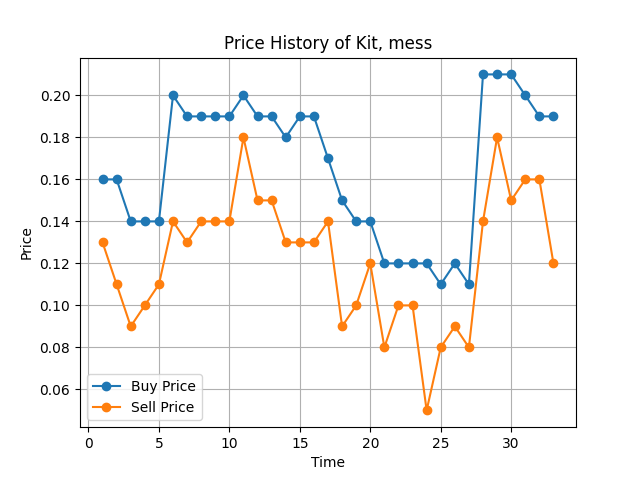 Price History of Kit, mess
Price
0.20
0.18
0.16
0.14
0.12
0.10
0.08
0.06
Buy Price
Sell Price
0 5 10 15 20 25 30
Time